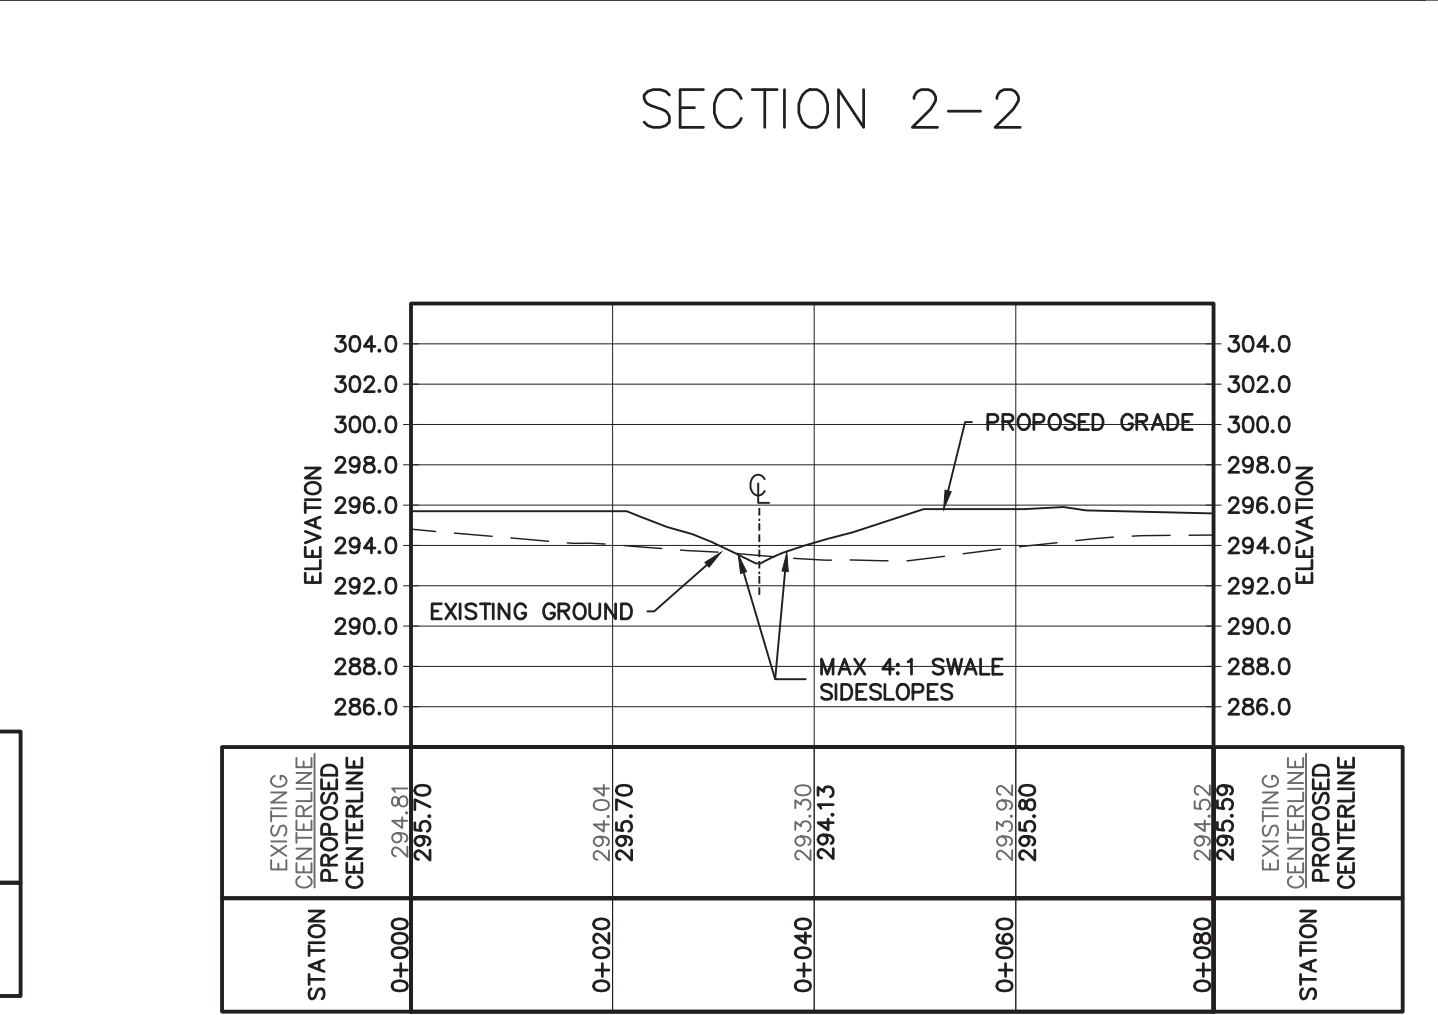 SECTION 2-2
304.0
302.0
300.0
298.0
296.0
294.0
292.0
290.0
288.0
286.0
ELEVATION
PROPOSED GRADE
℄
EXISTING GROUND
MAX 4:1 SWALE
SIDESLOPES
304.0
302.0
300.0
298.0
296.0
294.0
292.0
290.0
288.0
286.0
ELEVATION
EXISTING
CENTERLINE
PROPOSED
CENTERLINE
294.81
295.70
294.04
295.70
293.30
294.13
293.92
295.80
294.52
295.59
EXISTING
CENTERLINE
PROPOSED
CENTERLINE
STATION
0+000
0+020
0+040
0+060
0+080
STATION